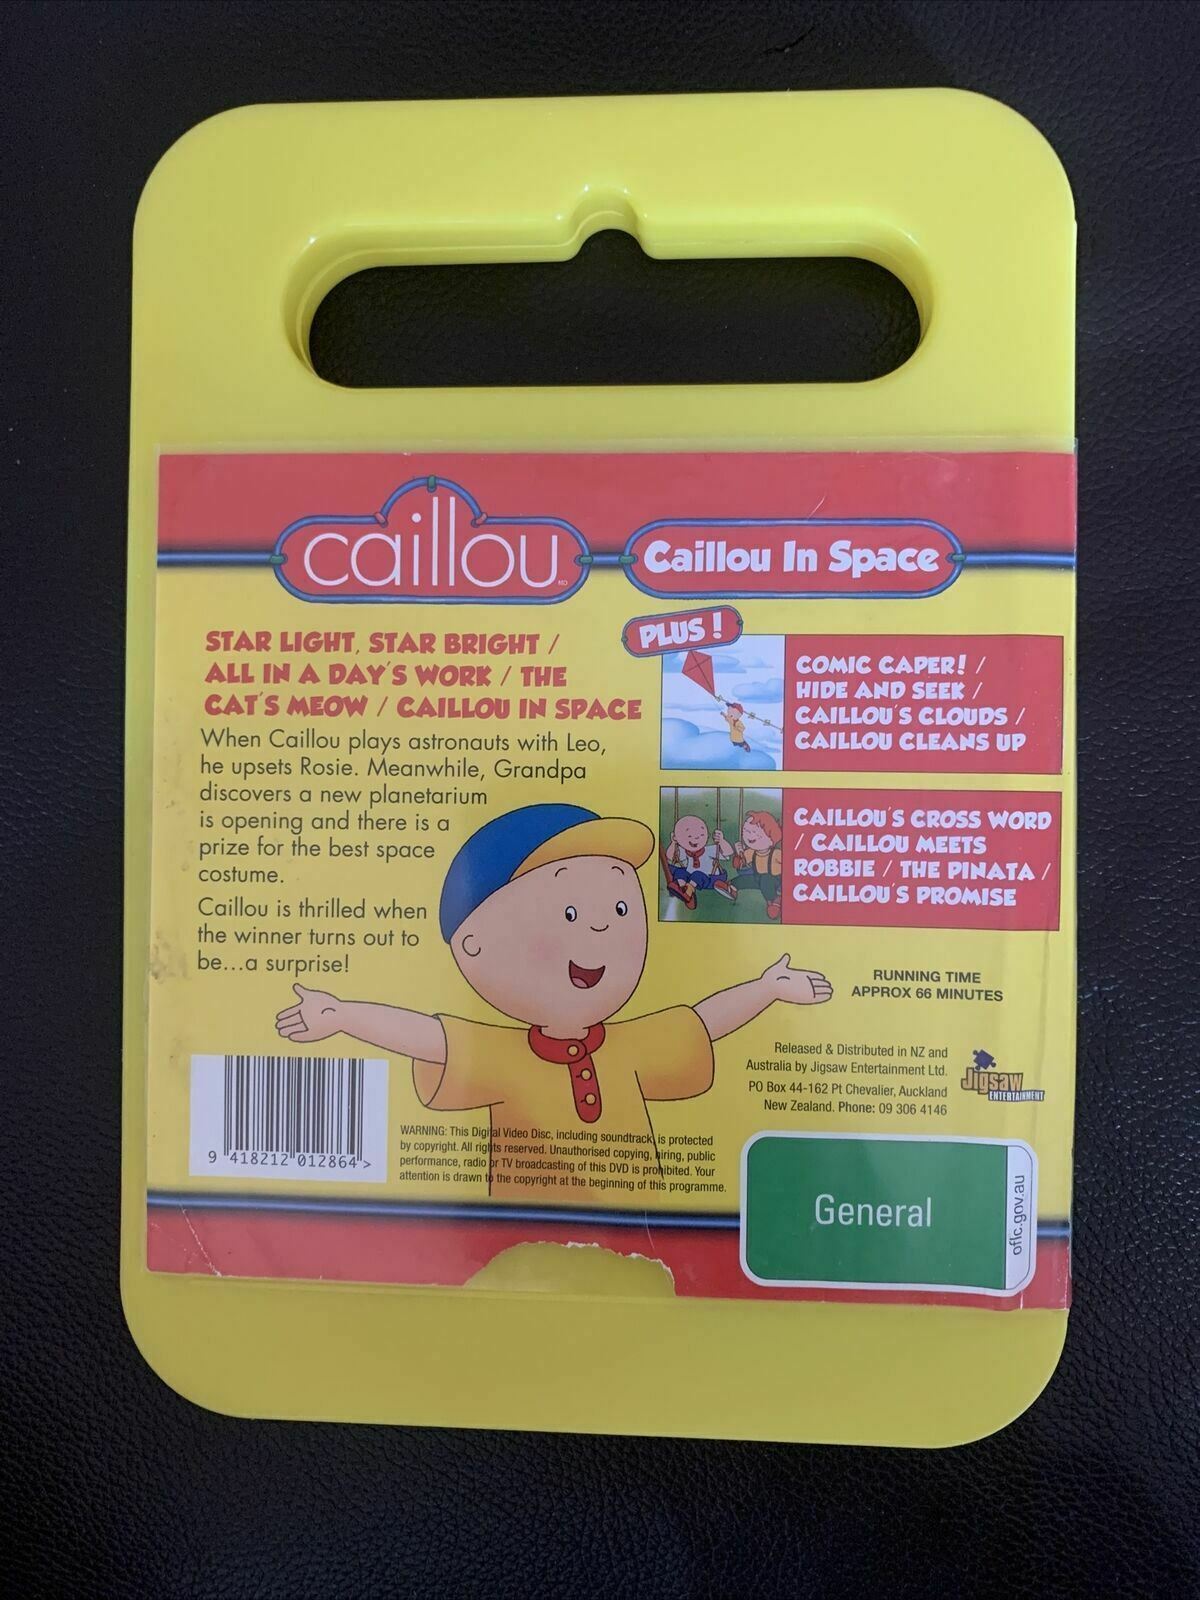 caillou
Caillou In Space
STAR LIGHT, STAR BRIGHT /
ALL IN A DAY'S WORK / THE
CAT'S MEOW / CAILLOU IN SPACE
When Caillou plays astronauts with Leo,
he upsets Rosie. Meanwhile, Grandpa
discovers a new planetarium
is opening and there is a
prize for the best space
costume.
Caillou is thrilled when
the winner turns out to
be...a surprise!
PLUS!
COMIC CAPER! /
HIDE AND SEEK /
CAILLOU'S CLOUDS /
CAILLOU CLEANS UP
CAILLOU'S CROSS WORD
/ CAILLOU MEETS
ROBBIE / THE PINATA /
CAILLOU'S PROMISE
RUNNING TIME
APPROX 66 MINUTES
Released & Distributed in NZ and
Australia by Jigsaw Entertainment Ltd.
PO Box 44-162 Pt Chevalier, Auckland
New Zealand. Phone: 09 306 4146
Jigsaw
ENTERTAINMENT
9 418212 012864 >
WARNING: This Digital Video Disc, including soundtrack, is protected
by copyright. All rights reserved. Unauthorised copying, hiring, public
performance, radio or TV broadcasting of this DVD is prohibited. Your
attention is drawn to the copyright at the beginning of this programme.
General
oflc.gov.au